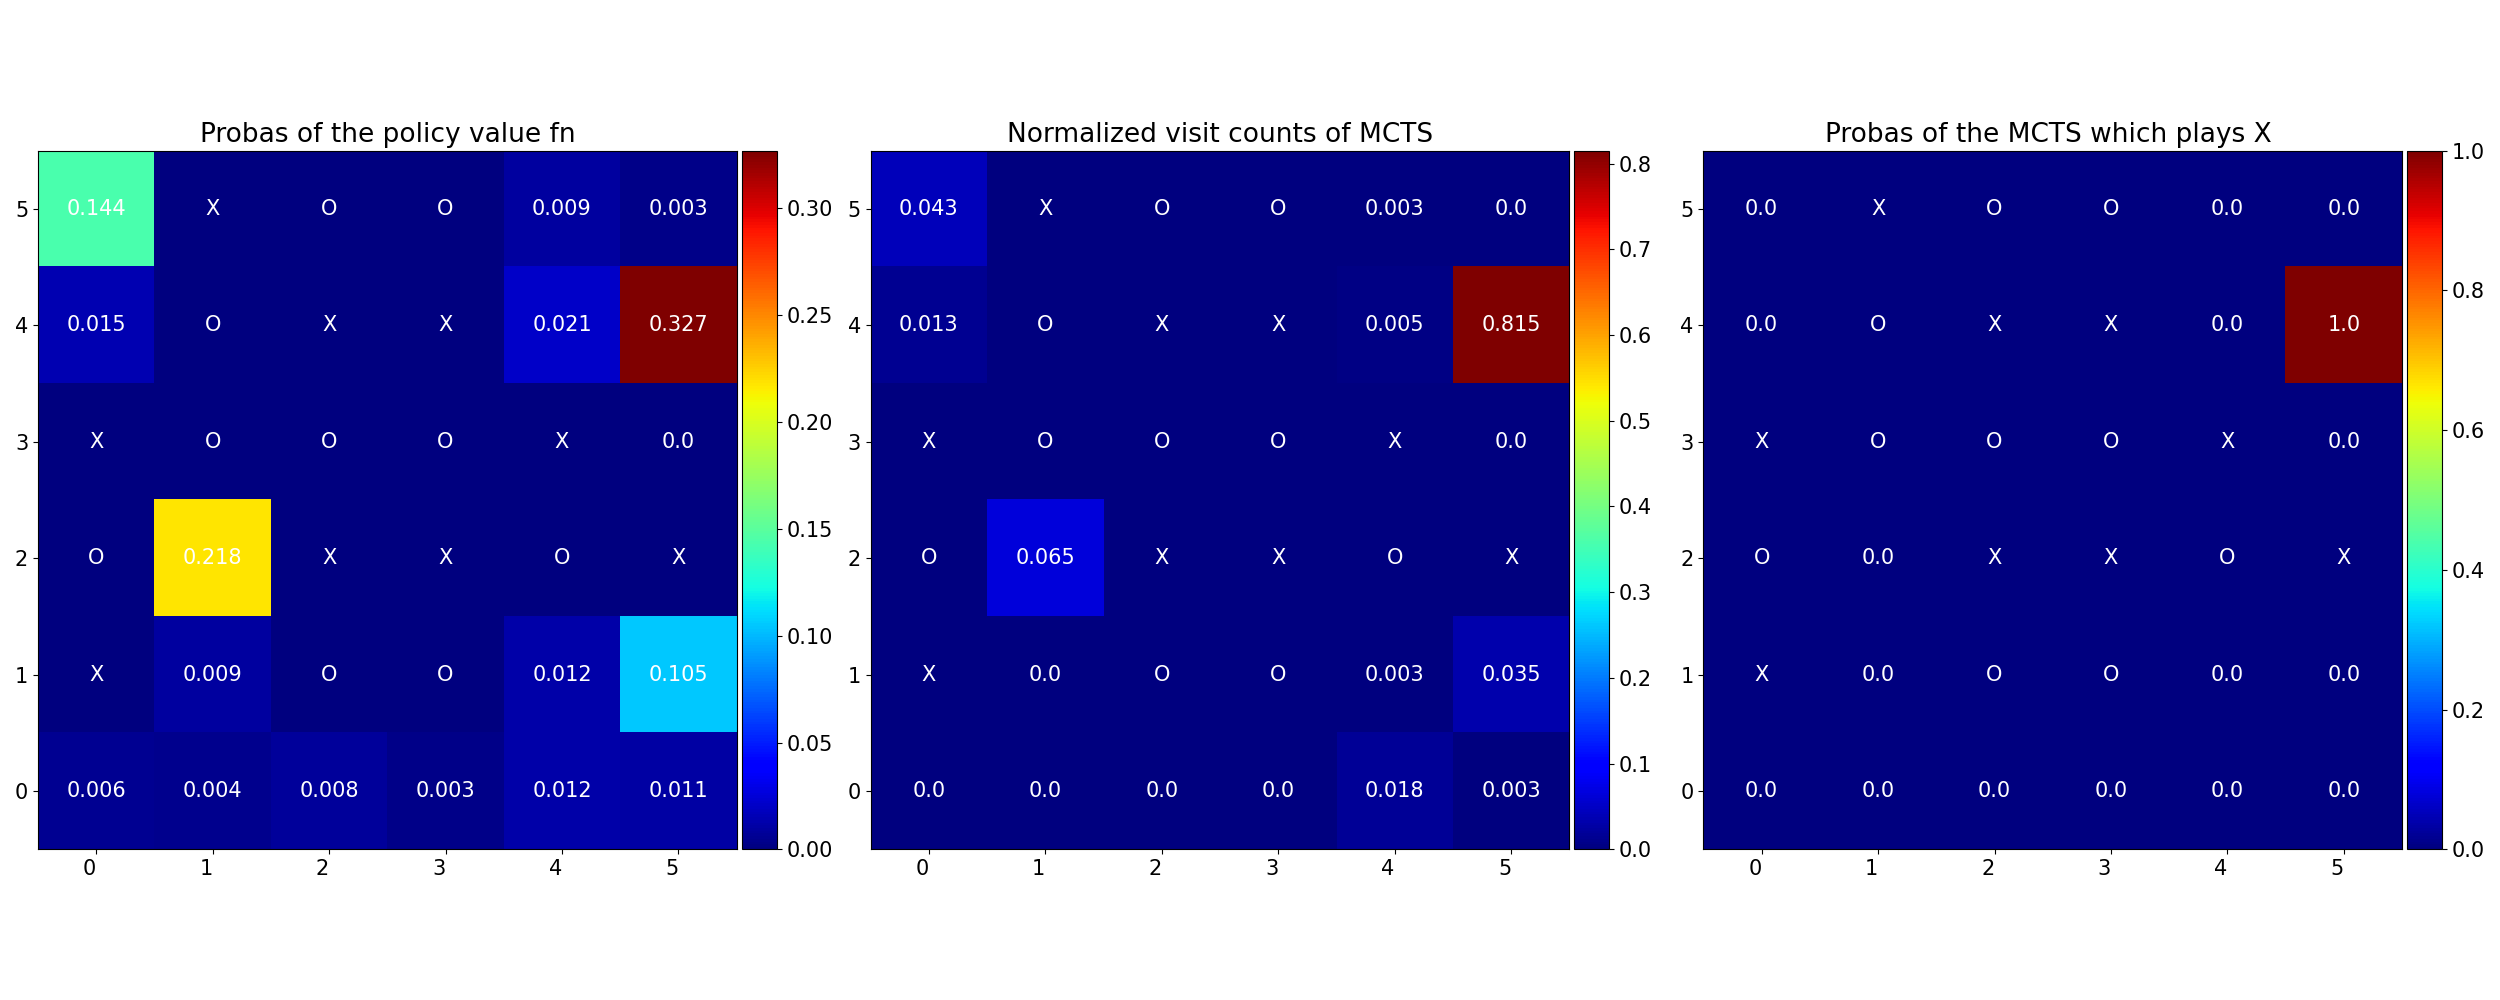 Probas of the policy value fn
5 0.144 X O O 0.009 0.003
4 0.015 O X X 0.021 0.327
3 X O O O X 0.0
2 O 0.218 X X O X
1 X 0.009 O O 0.012 0.105
0 0.006 0.004 0.008 0.003 0.012 0.011
0 1 2 3 4 5
0.30
0.25
0.20
0.15
0.10
0.05
0.00
Normalized visit counts of MCTS
5 0.043 X O O 0.003 0.0
4 0.013 O X X 0.005 0.815
3 X O O O X 0.0
2 O 0.065 X X O X
1 X 0.0 O O 0.003 0.035
0 0.0 0.0 0.0 0.0 0.018 0.003
0 1 2 3 4 5
0.8
0.7
0.6
0.5
0.4
0.3
0.2
0.1
0.0
Probas of the MCTS which plays X
5 0.0 X O O 0.0 0.0
4 0.0 O X X 0.0 1.0
3 X O O O X 0.0
2 O 0.0 X X O X
1 X 0.0 O O 0.0 0.0
0 0.0 0.0 0.0 0.0 0.0 0.0
0 1 2 3 4 5
1.0
0.8
0.6
0.4
0.2
0.0